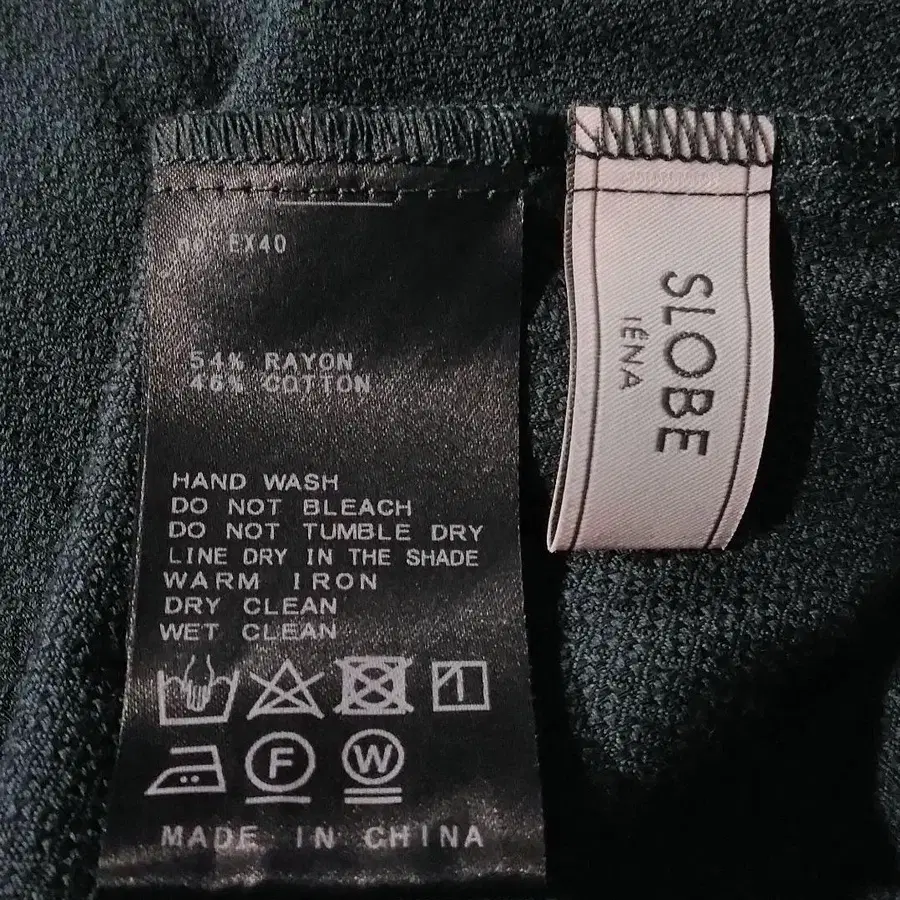 FX40
54% RAYON
46% COTTON
HAND WASH
DO NOT BLEACH
DO NOT TUMBLE DRY
LINE DRY IN THE SHADE
WARM IRON
DRY CLEAN
WET CLEAN
F
W
MADE IN CHINA
SLOBE
IÉNA